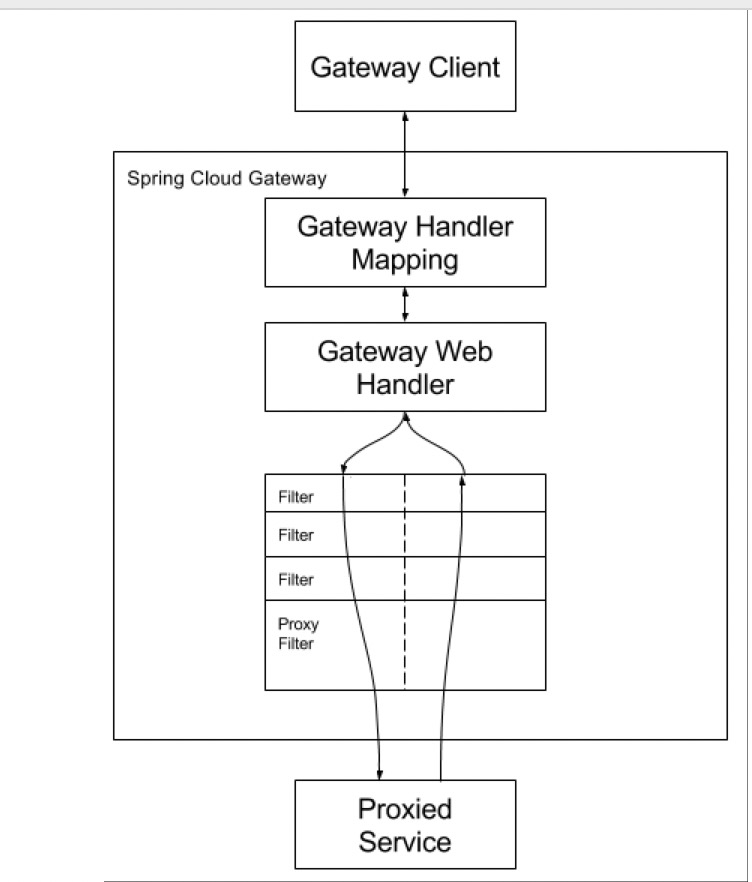 Gateway Client
Spring Cloud Gateway
Gateway Handler
Mapping
Gateway Web
Handler
Filter
Filter
Filter
Proxy
Filter
Proxied
Service